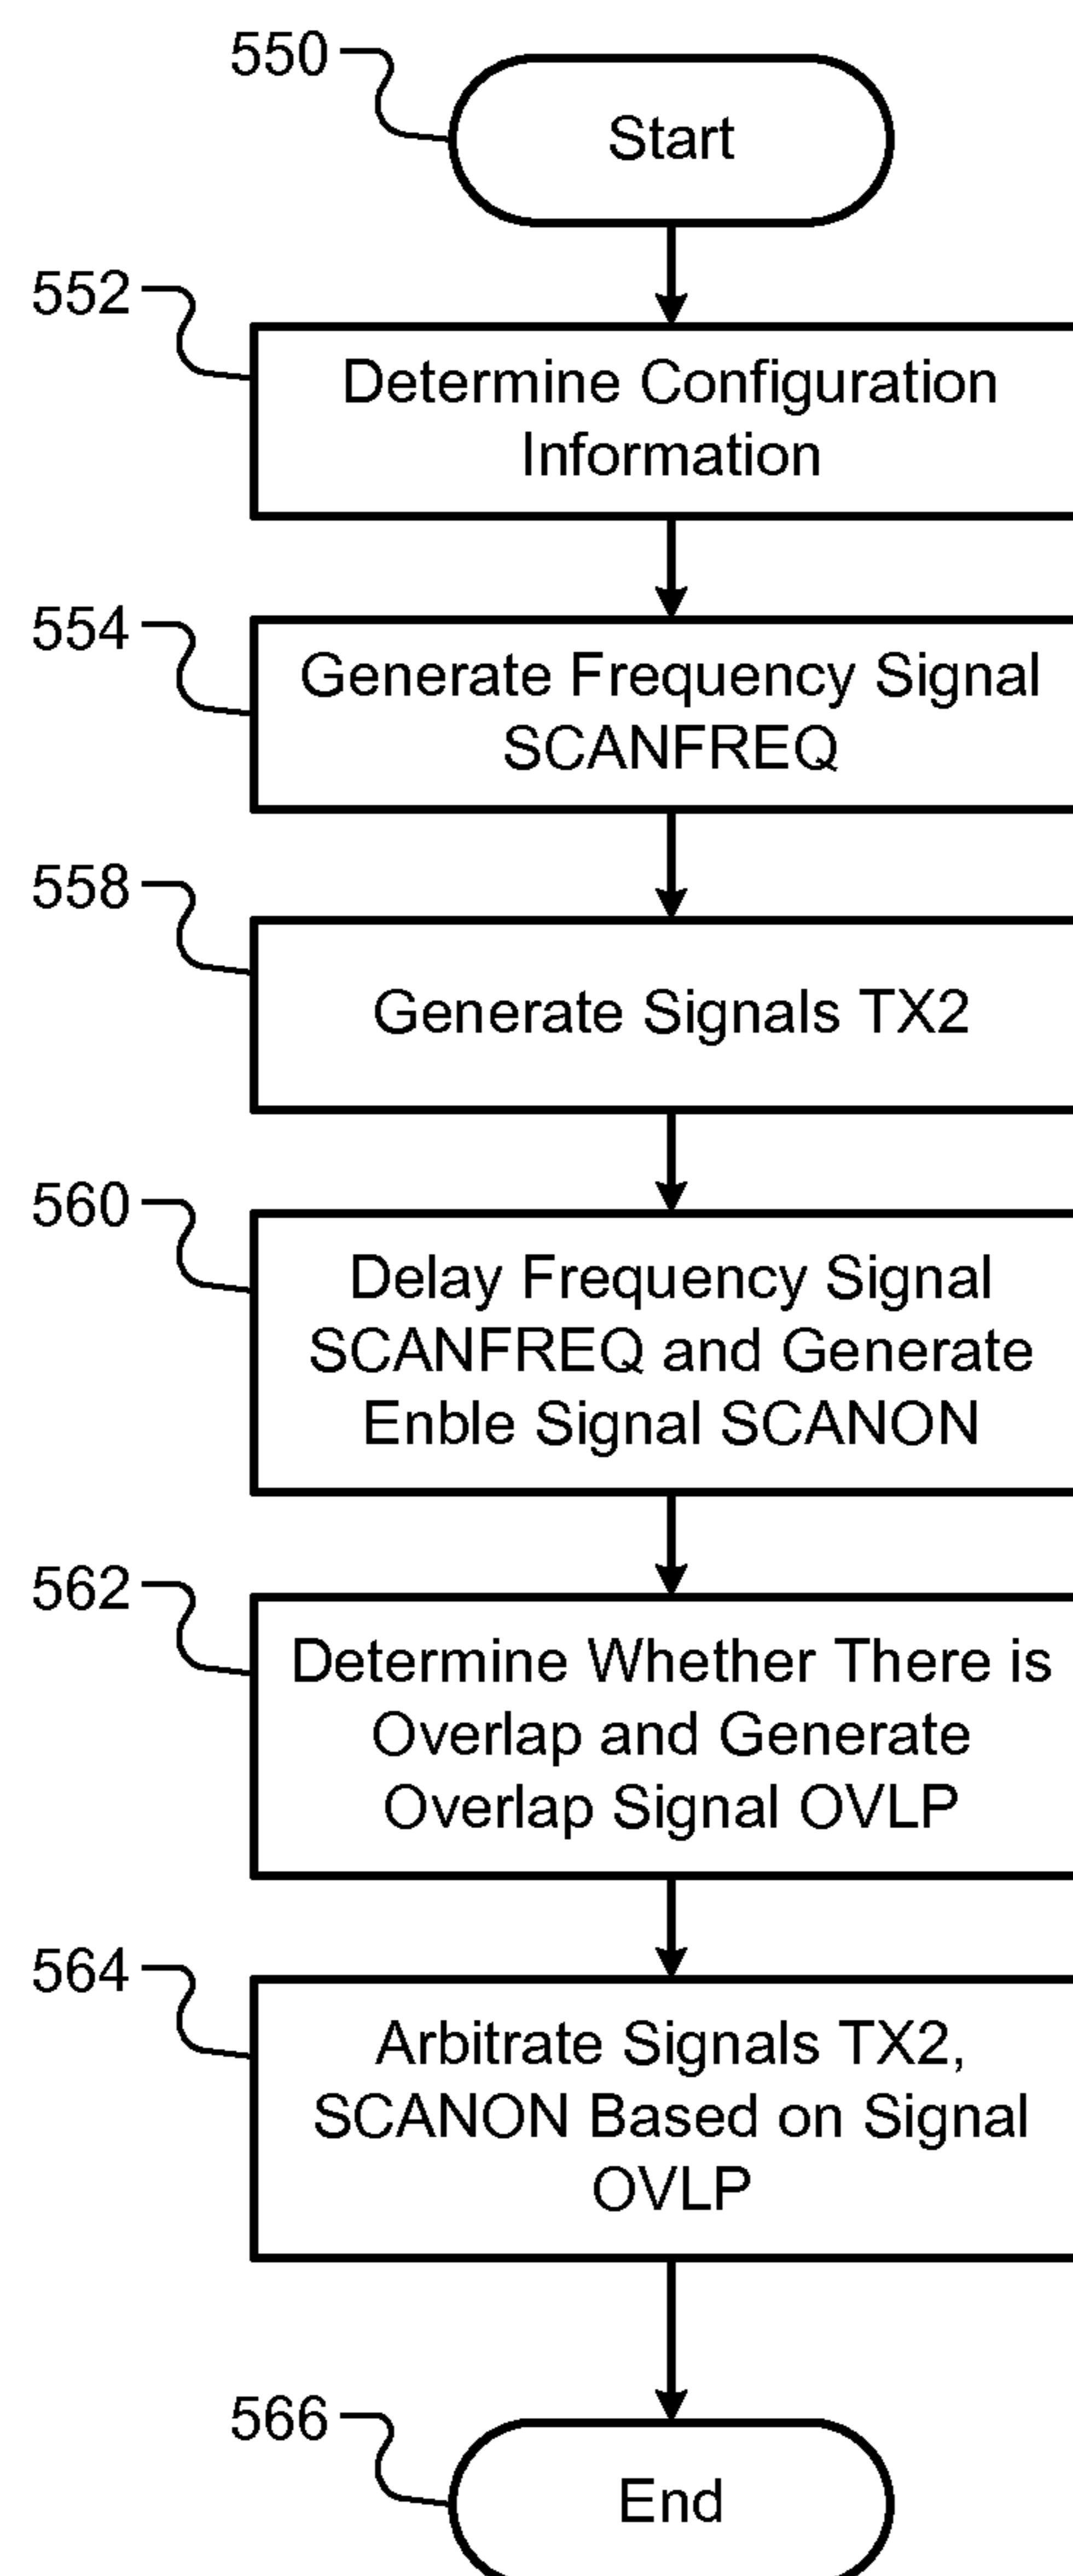 550
Start
552
Determine Configuration
Information
554
Generate Frequency Signal
SCANFREQ
558
Generate Signals TX2
560
Delay Frequency Signal
SCANFREQ and Generate
Enble Signal SCANON
562
Determine Whether There is
Overlap and Generate
Overlap Signal OVLP
564
Arbitrate Signals TX2,
SCANON Based on Signal
OVLP
566
End